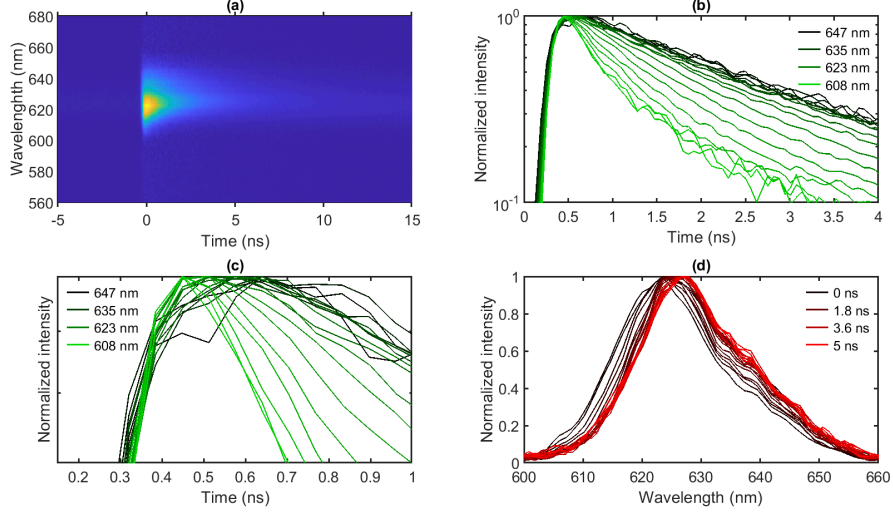 (a)
680
660
640
620
600
580
560
Wavelenghth (nm)
-5
0
5
10
15
Time (ns)
(b)
10^0
10^-1
Normalized intensity
647 nm
635 nm
623 nm
608 nm
0
0.5
1
1.5
2
2.5
3
3.5
4
Time (ns)
(c)
Normalized intensity
647 nm
635 nm
623 nm
608 nm
0.2
0.3
0.4
0.5
0.6
0.7
0.8
0.9
1
Time (ns)
(d)
1
0.8
0.6
0.4
0.2
0
Normalized intensity
0 ns
1.8 ns
3.6 ns
5 ns
600
610
620
630
640
650
660
Wavelength (nm)